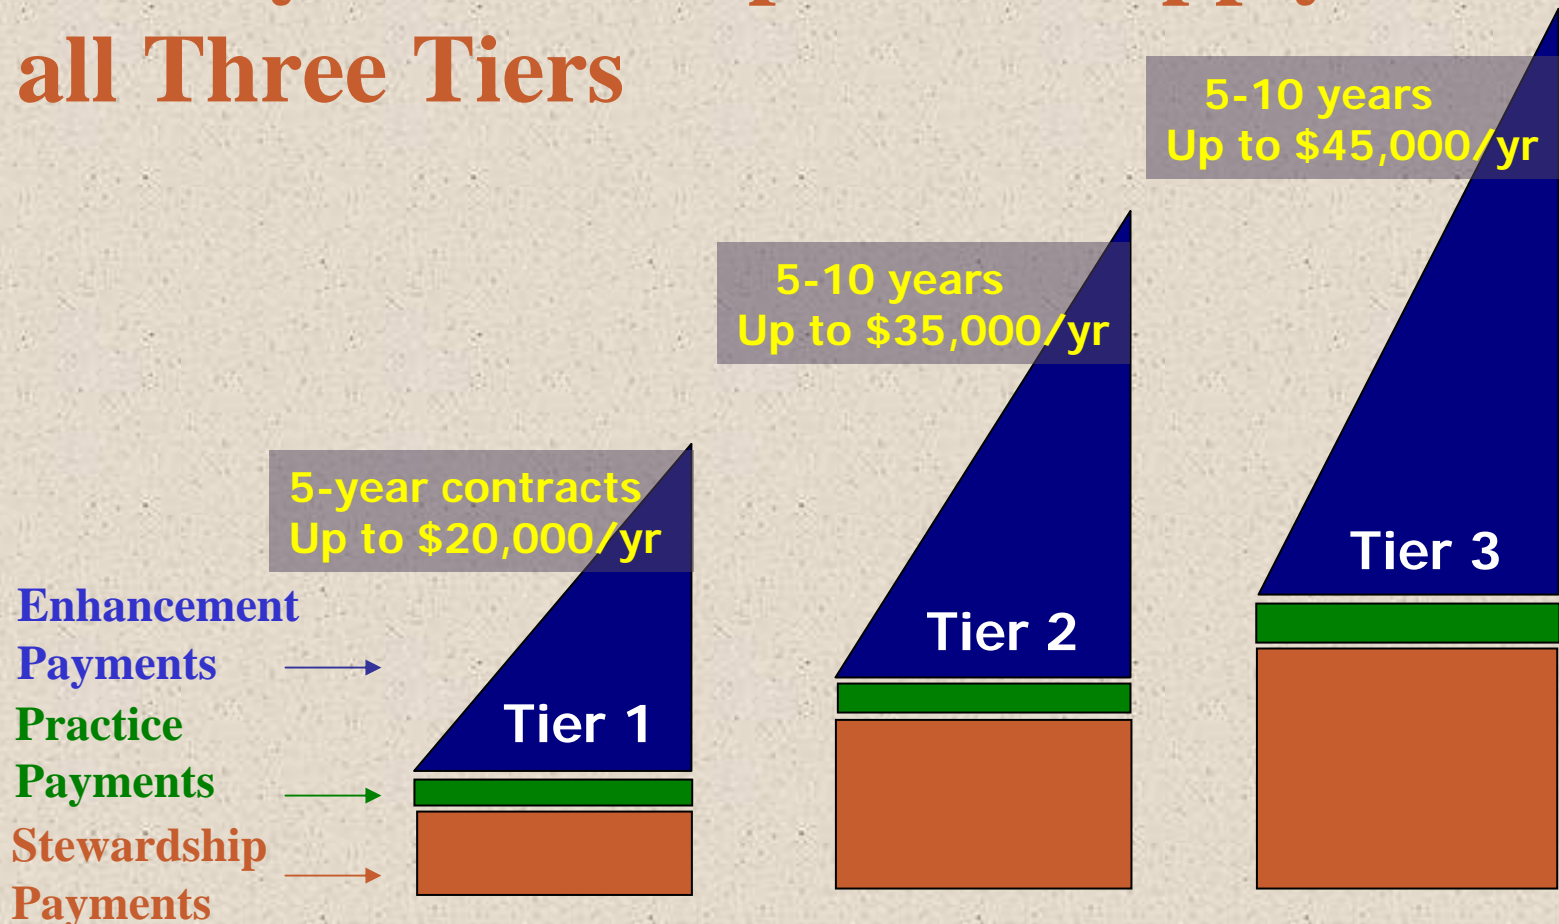 all Three Tiers
5-10 years
Up to $45,000/yr
5-10 years
Up to $35,000/yr
5-year contracts
Up to $20,000/yr
Tier 3
Tier 2
Tier 1
Enhancement
Payments
Practice
Payments
Stewardship
Payments